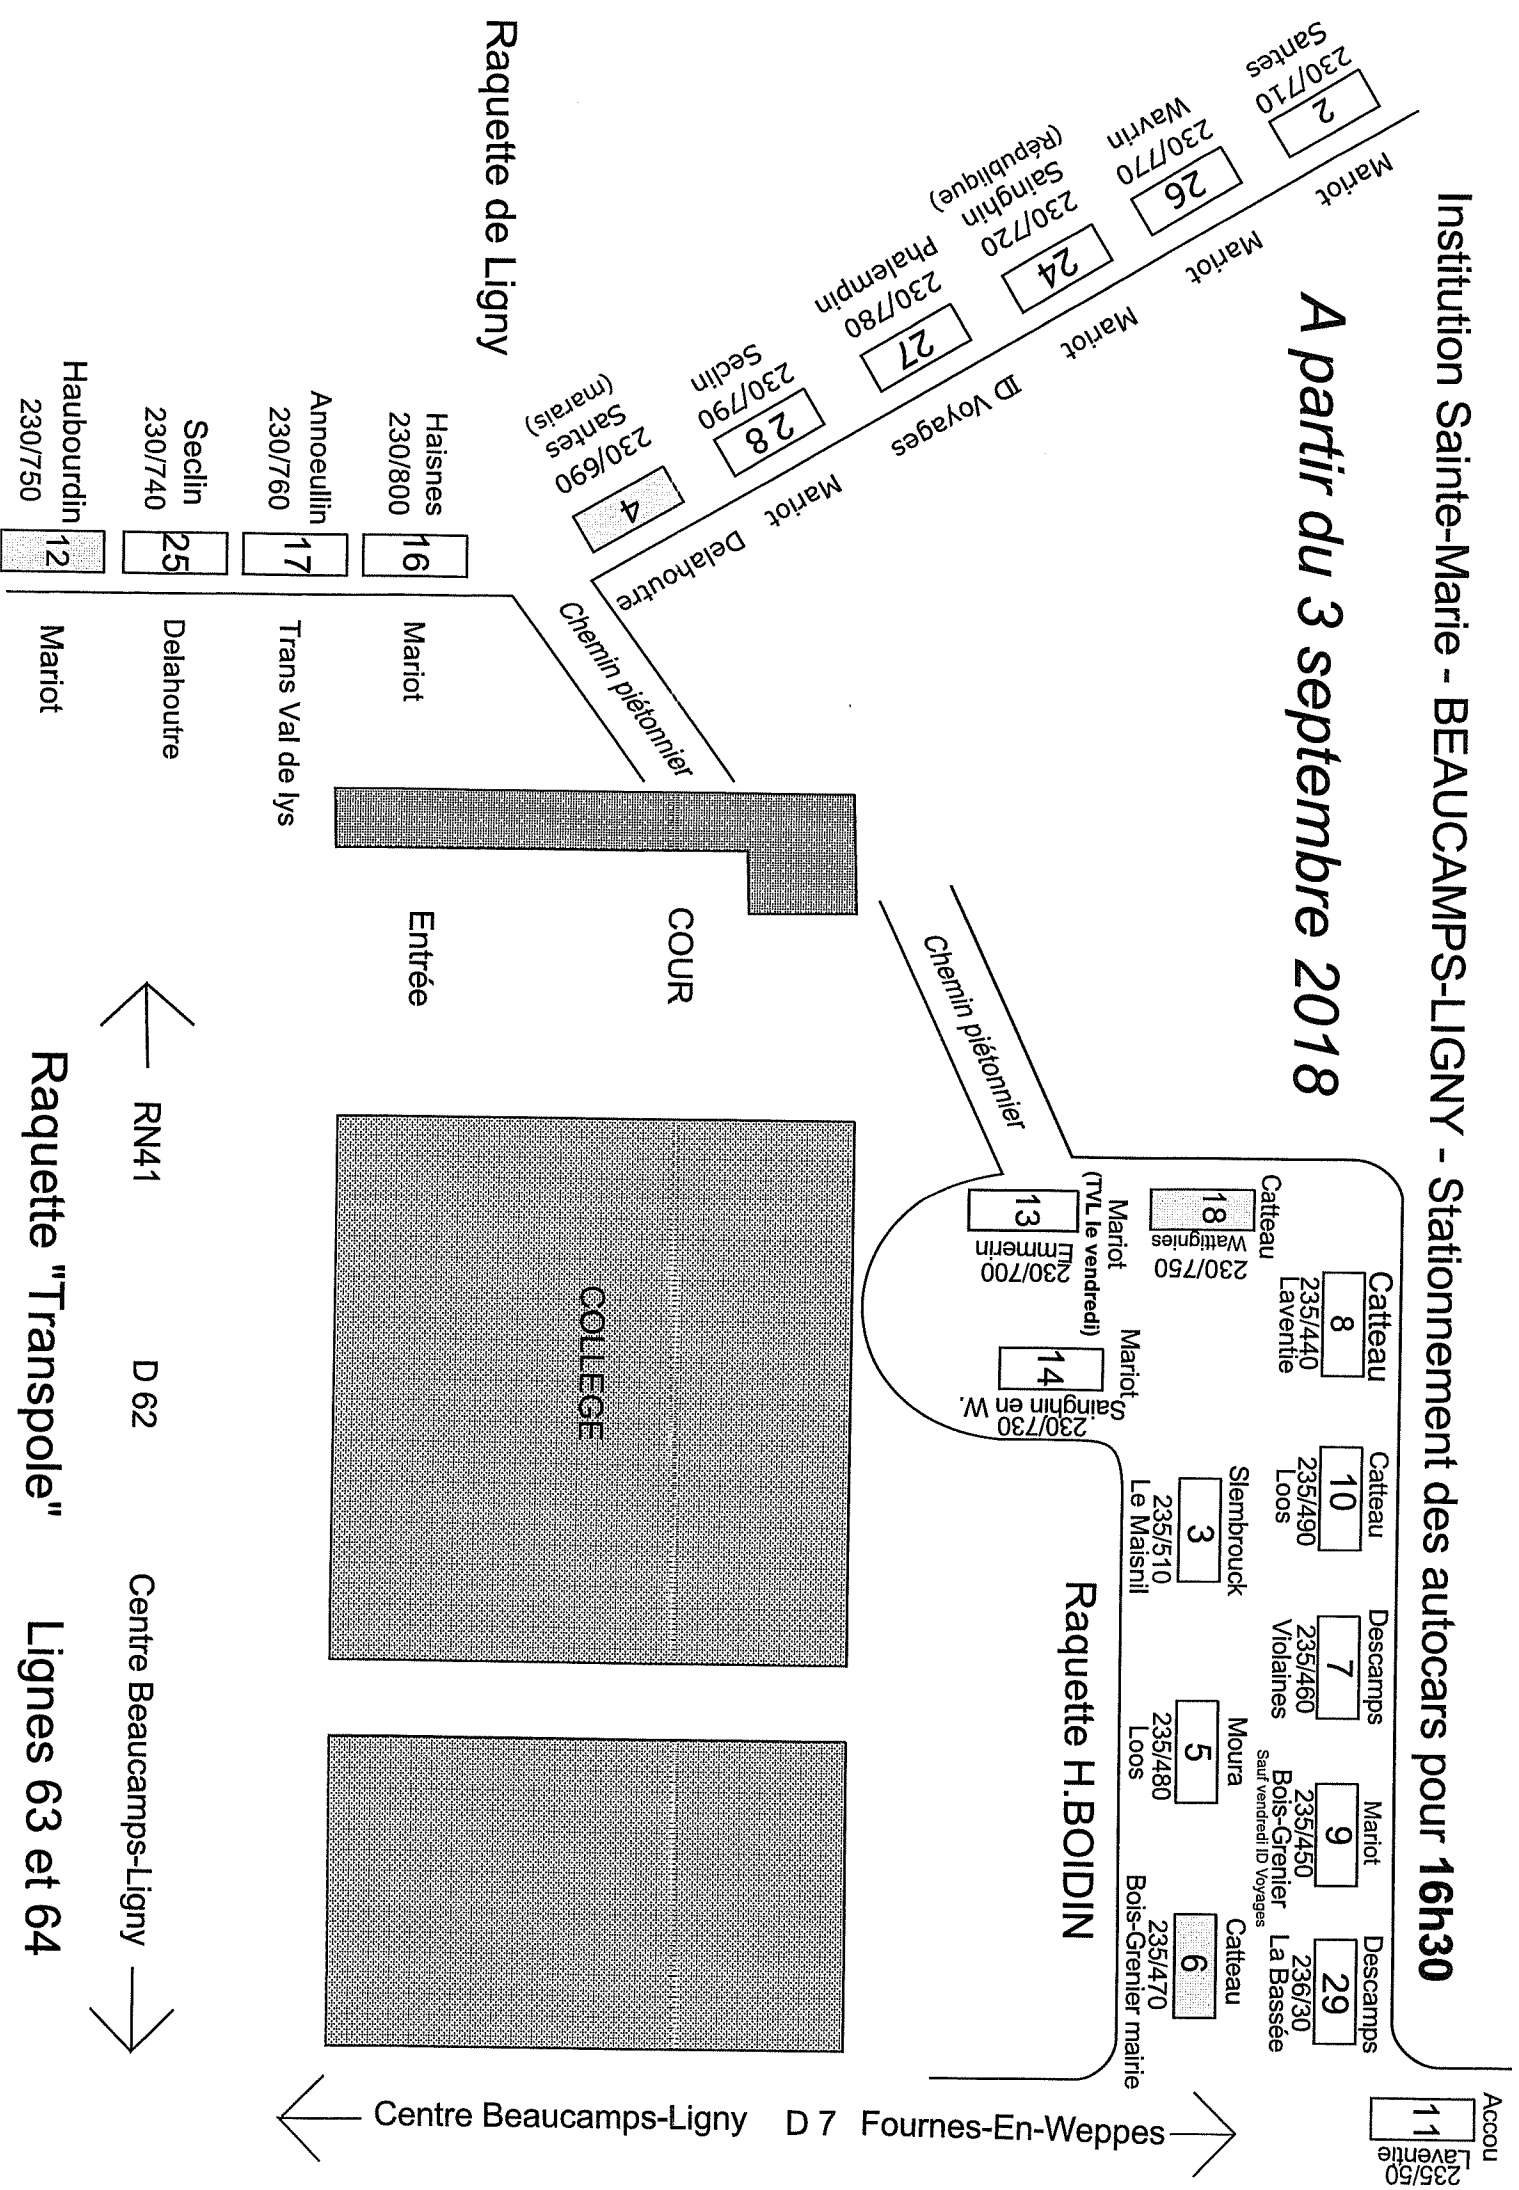 Institution Sainte-Marie - BEAUCAMPS-LIGNY - Stationnement des autocars pour 16h30
A partir du 3 septembre 2018
Accou
11
235/50
Laventie
Catteau
8
235/440
Laventie
Catteau
10
235/490
Loos
Descamps
7
235/460
Violaines
Mariot
9
235/450
Bois-Grenier
Sauf vendredi ID Voyages
Descamps
29
236/30
La Bassée
Catteau
18
230/750
Wattignies
Mariot
(TVL le vendredi)
13
230/700
Emmerin
Mariot
14
230/730
Sainghin en W.
Slembrouck
3
235/510
Le Maisnil
Moura
5
235/480
Loos
Catteau
6
235/470
Bois-Grenier mairie
Raquette H.BOIDIN
Mariot
2
230/710
Santes
Mariot
26
230/770
Wavrin
Mariot
24
230/720
Sainghin
(République)
ID Voyages
27
230/780
Phalempin
Mariot
28
230/790
Seclin
Delahoutre
4
230/690
Santes
(marais)
Raquette de Ligny
Chemin piétonnier
Chemin piétonnier
Haisnes
230/800
16
Mariot
Annoeullin
230/760
17
Trans Val de lys
Seclin
230/740
25
Delahoutre
Haubourdin
230/750
12
Mariot
COUR
Entrée
COLLEGE
Centre Beaucamps-Ligny D 7 Fournes-En-Weppes
RN41 D 62 Centre Beaucamps-Ligny
Raquette "Transpole" Lignes 63 et 64